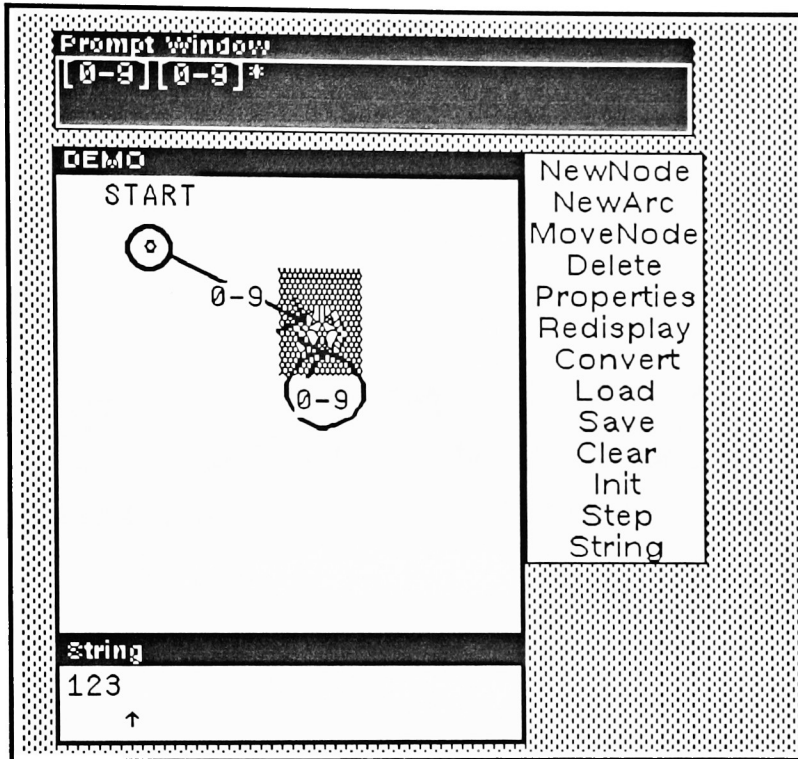 Prompt Window
[0-9][0-9]*
DEMO
START
0-9
0-9
NewNode
NewArc
MoveNode
Delete
Properties
Redisplay
Convert
Load
Save
Clear
Init
Step
String
String
123
↑